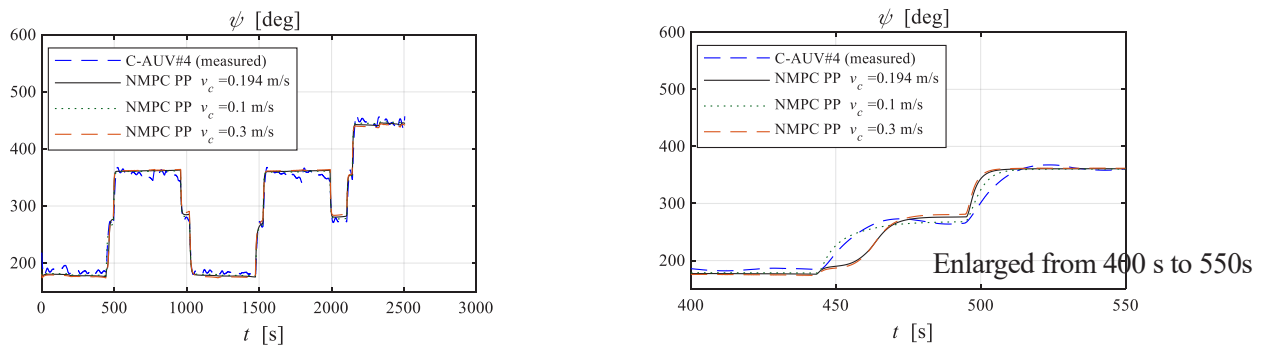 ψ [deg]
600
500
400
300
200
C-AUV#4 (measured)
NMPC PP v_c =0.194 m/s
NMPC PP v_c =0.1 m/s
NMPC PP v_c =0.3 m/s
0 500 1000 1500 2000 2500 3000
t [s]
ψ [deg]
600
500
400
300
200
C-AUV#4 (measured)
NMPC PP v_c =0.194 m/s
NMPC PP v_c =0.1 m/s
NMPC PP v_c =0.3 m/s
Enlarged from 400 s to 550s
400 450 500 550
t [s]